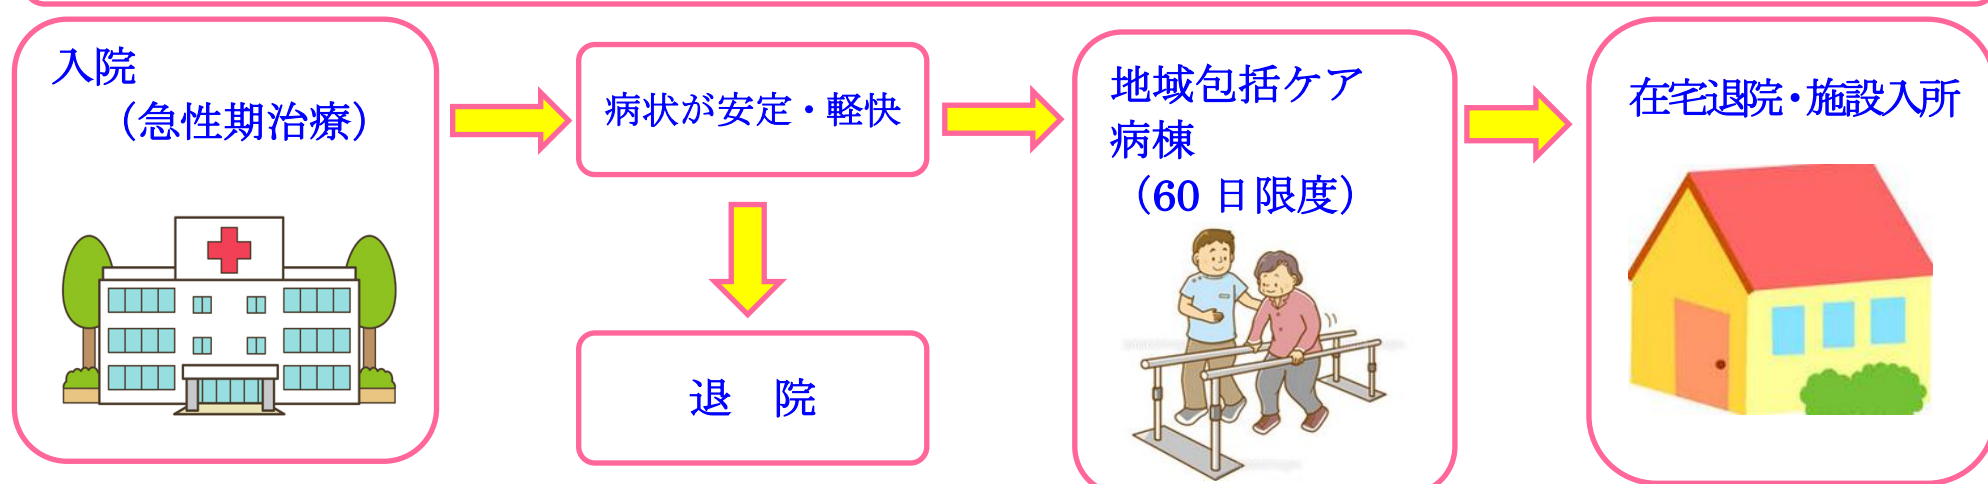 入院
（急性期治療）
病状が安定・軽快
退　院
地域包括ケア
病棟
（60 日限度）
在宅退院・施設入所